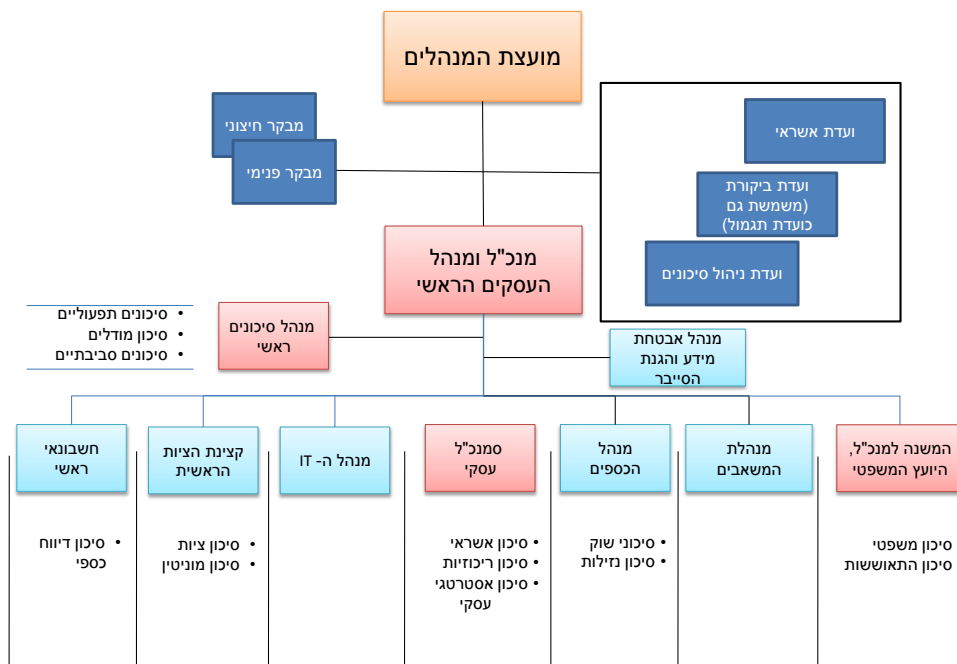 מועצת המנהלים
מבקר חיצוני
מבקר פנימי
ועדת אשראי
ועדת ביקורת
(משמשת גם
כועדת תגמול)
ועדת ניהול סיכונים
מנכ"ל ומנהל
העסקים הראשי
מנהל סיכונים
ראשי
• סיכונים תפעוליים
• סיכון מודלים
• סיכונים סביבתיים
מנהל אבטחת
מידע והגנת
הסייבר
המשנה למנכ"ל,
היועץ המשפטי
מנהלת
המשאבים
מנהל
הכספים
סמנכ"ל
עסקי
מנהל ה- IT
קצינת הציות
הראשית
חשבונאי
ראשי
סיכון משפטי
סיכון התאוששות
• סיכוני שוק
• סיכון נזילות
• סיכון אשראי
• סיכון ריכוזיות
• סיכון אסטרטגי
עסקי
• סיכון ציות
• סיכון מוניטין
• סיכון דיווח
כספי